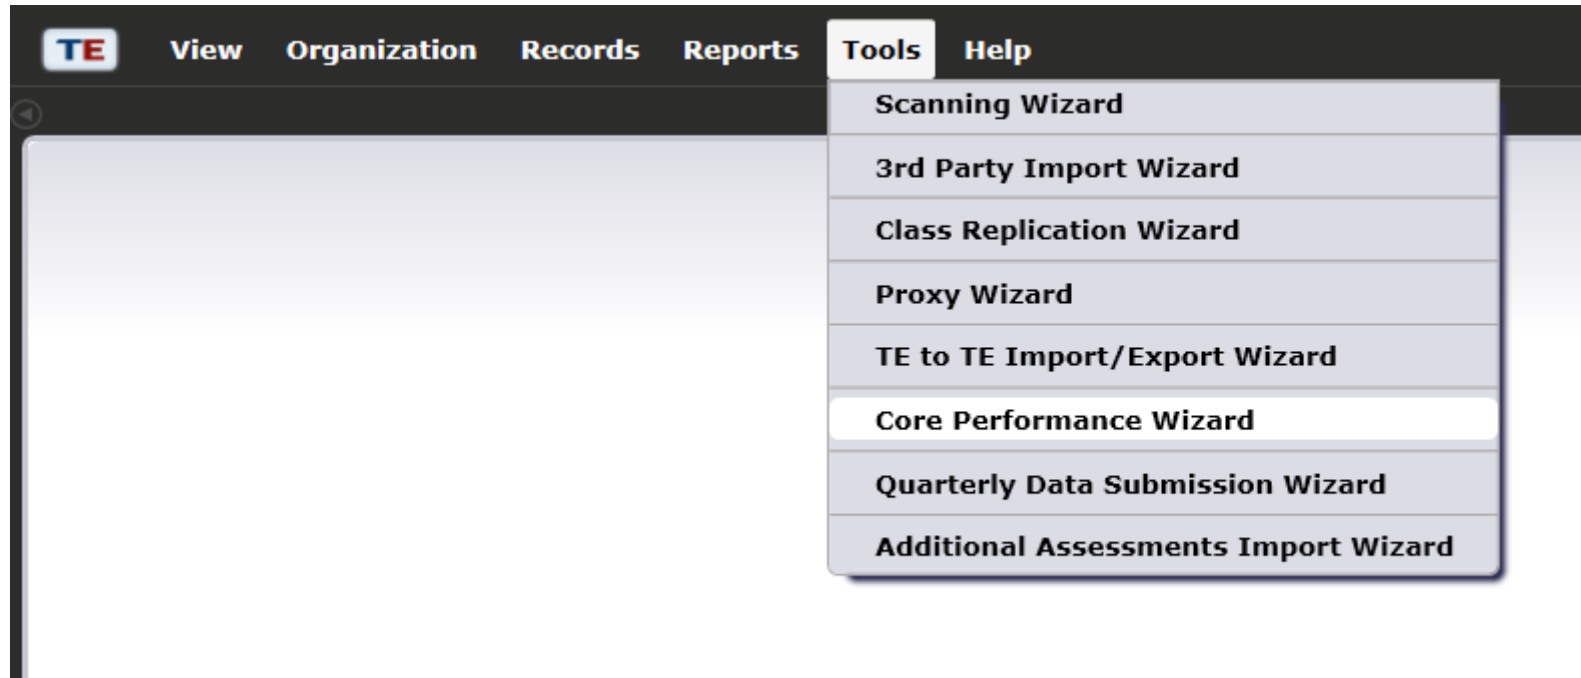 TE View Organization Records Reports Tools Help
Scanning Wizard
3rd Party Import Wizard
Class Replication Wizard
Proxy Wizard
TE to TE Import/Export Wizard
Core Performance Wizard
Quarterly Data Submission Wizard
Additional Assessments Import Wizard